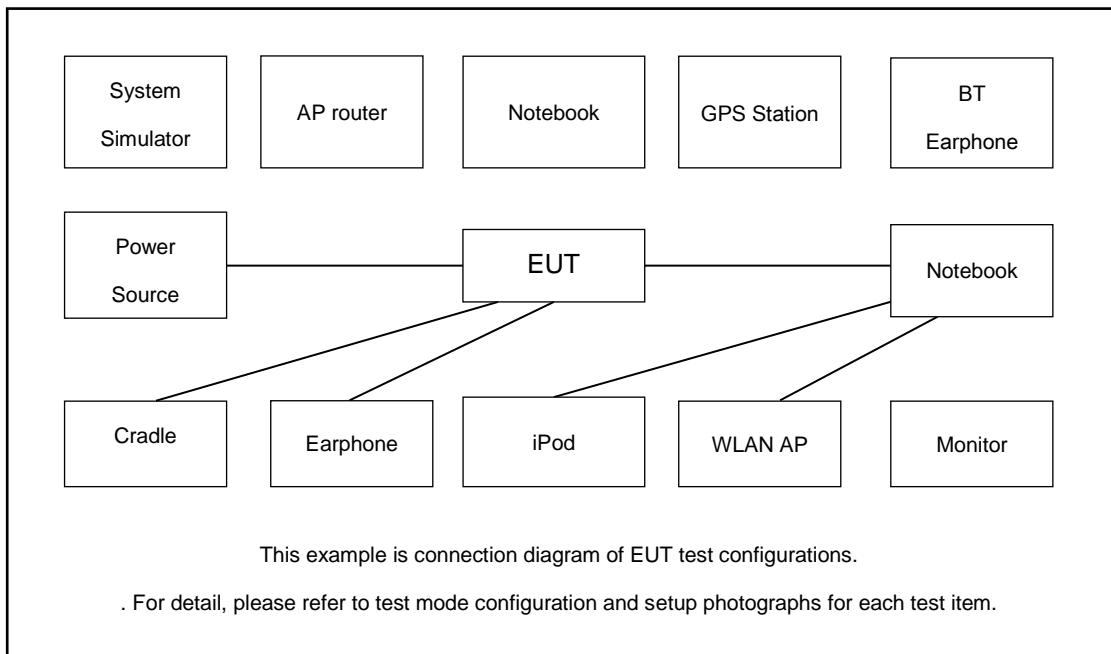 System
Simulator
AP router
Notebook
GPS Station
BT
Earphone
Power
Source
EUT
Notebook
Cradle
Earphone
iPod
WLAN AP
Monitor
This example is connection diagram of EUT test configurations.
. For detail, please refer to test mode configuration and setup photographs for each test item.